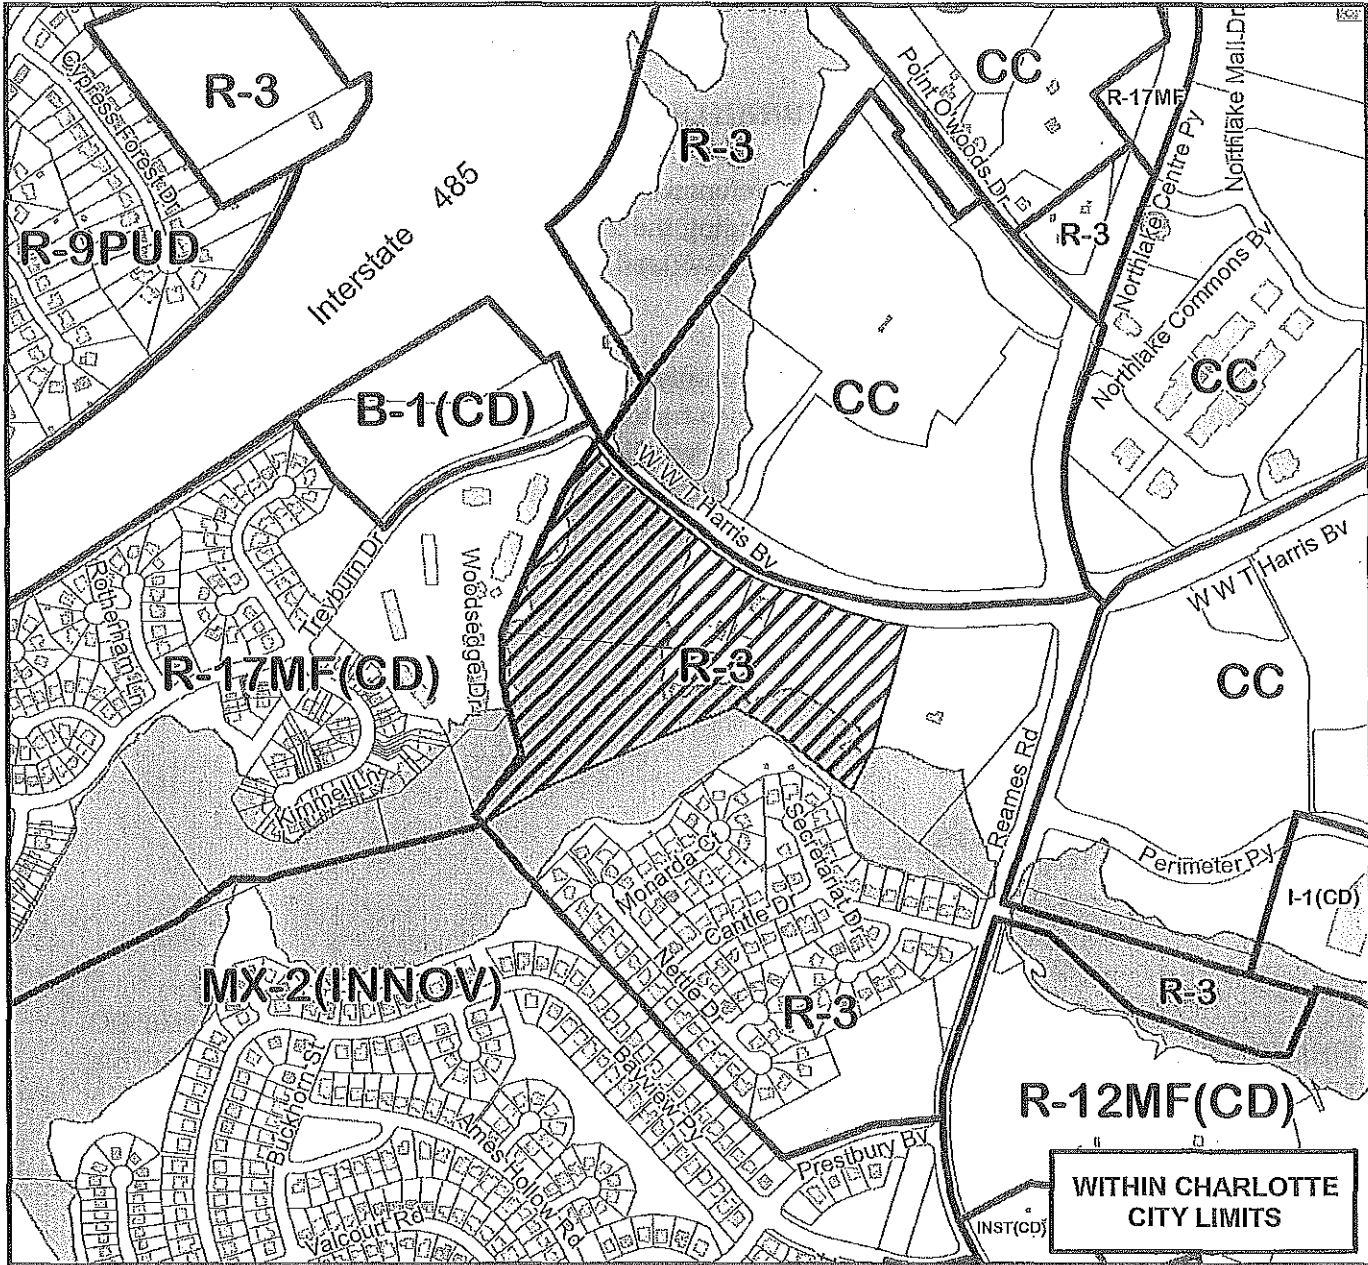 CC
Northlake Mall Dr
R-3
Cypress Forest Dr
Point O'woods Dr
R-17MF
R-3
Interstate 485
Northlake Centre Py
R-9PUD
R-3
Northlake Commons Bv
CC
CC
B-1(CD)
W W T Harris Bv
W W T Harris Bv
Treyburn Dr
Woodsedge Dr
Rotherham Ln
R-17MF(CD)
R-3
CC
Kimmel Ln
Reames Rd
Secretariat Dr
Monarda Ct
Perimeter Py
Cantle Dr
I-1(CD)
Nettle D
MX-2(INNOV)
R-3
R-3
Bayview Py
Buckhorn St
R-12MF(CD)
Ames Hollow Rd
Prestbury Bv
Valcourt Rd
INST(CD)
WITHIN CHARLOTTE
CITY LIMITS